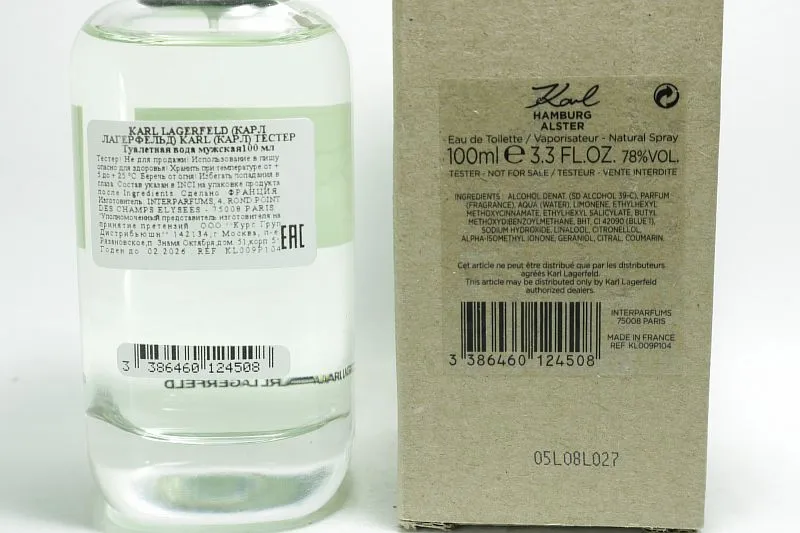 KARL LAGERFELD (КАРЛ
ЛАГЕРФЕЛЬД) KARL (КАРЛ) ТЕСТЕР
Туалетная вода мужская100 мл
Тестер! Не для продажи! Использование в пищу
опасно для здоровья! Хранить при температуре от +
5 до + 25 °C. Беречь от огня! Избегать попадания в
глаза. Состав указан в INCI на упаковке продукта
после Ingredients. Сделано ФРАНЦИЯ
Изготовитель: INTERPARFUMS, 4, ROND POINT
DES CHAMPS ELYSEES - 75008 PARIS
"Уполномоченный представитель изготовителя на
принятие претензий ООО "Курс Груп
Дистрибьюшн" 142134, г. Москва, п-е
Рязановское,п. Знамя Октября,дом. 51,корп 5
Годен до 02.2026 REF KL009P104
EAC
3 386460 124508
KARL LAGERFELD
Karl
HAMBURG
ALSTER
Eau de Toilette / Vaporisateur - Natural Spray
100ml e 3.3 FL.OZ. 78%VOL.
TESTER - NOT FOR SALE / TESTEUR - VENTE INTERDITE
INGREDIENTS : ALCOHOL DENAT. (SD ALCOHOL 39-C), PARFUM
(FRAGRANCE), AQUA (WATER), LIMONENE, ETHYLHEXYL
METHOXYCINNAMATE, ETHYLHEXYL SALICYLATE, BUTYL
METHOXYDIBENZOYLMETHANE, BHT, CI 42090 (BLUE 1),
SODIUM HYDROXIDE, LINALOOL, CITRONELLOL,
ALPHA-ISOMETHYL IONONE, GERANIOL, CITRAL, COUMARIN.
Cet article ne peut être distribué que par les distributeurs
agréés Karl Lagerfeld.
This article may be distributed only by Karl Lagerfeld
authorized dealers.
INTERPARFUMS
75008 PARIS
MADE IN FRANCE
REF KL009P104
3 386460 124508
05L08L027